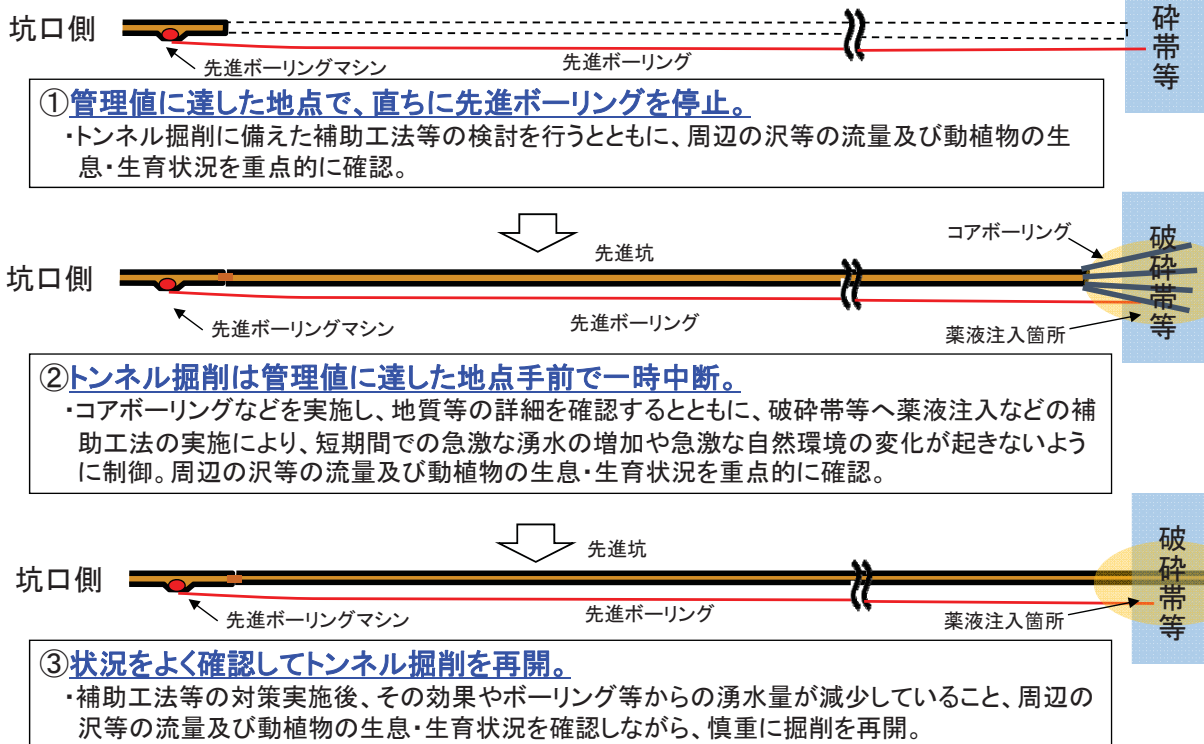 坑口側
先進ボーリングマシン
先進ボーリング
砕帯等
①管理値に達した地点で、直ちに先進ボーリングを停止。
・トンネル掘削に備えた補助工法等の検討を行うとともに、周辺の沢等の流量及び動植物の生
息・生育状況を重点的に確認。
先進坑
コアボーリング
坑口側
先進ボーリングマシン
先進ボーリング
薬液注入箇所
破砕帯等
②トンネル掘削は管理値に達した地点手前で一時中断。
・コアボーリングなどを実施し、地質等の詳細を確認するとともに、破砕帯等へ薬液注入などの補
助工法の実施により、短期間での急激な湧水の増加や急激な自然環境の変化が起きないよう
に制御。周辺の沢等の流量及び動植物の生息・生育状況を重点的に確認。
先進坑
坑口側
先進ボーリングマシン
先進ボーリング
薬液注入箇所
破砕帯等
③状況をよく確認してトンネル掘削を再開。
・補助工法等の対策実施後、その効果やボーリング等からの湧水量が減少していること、周辺の
沢等の流量及び動植物の生息・生育状況を確認しながら、慎重に掘削を再開。